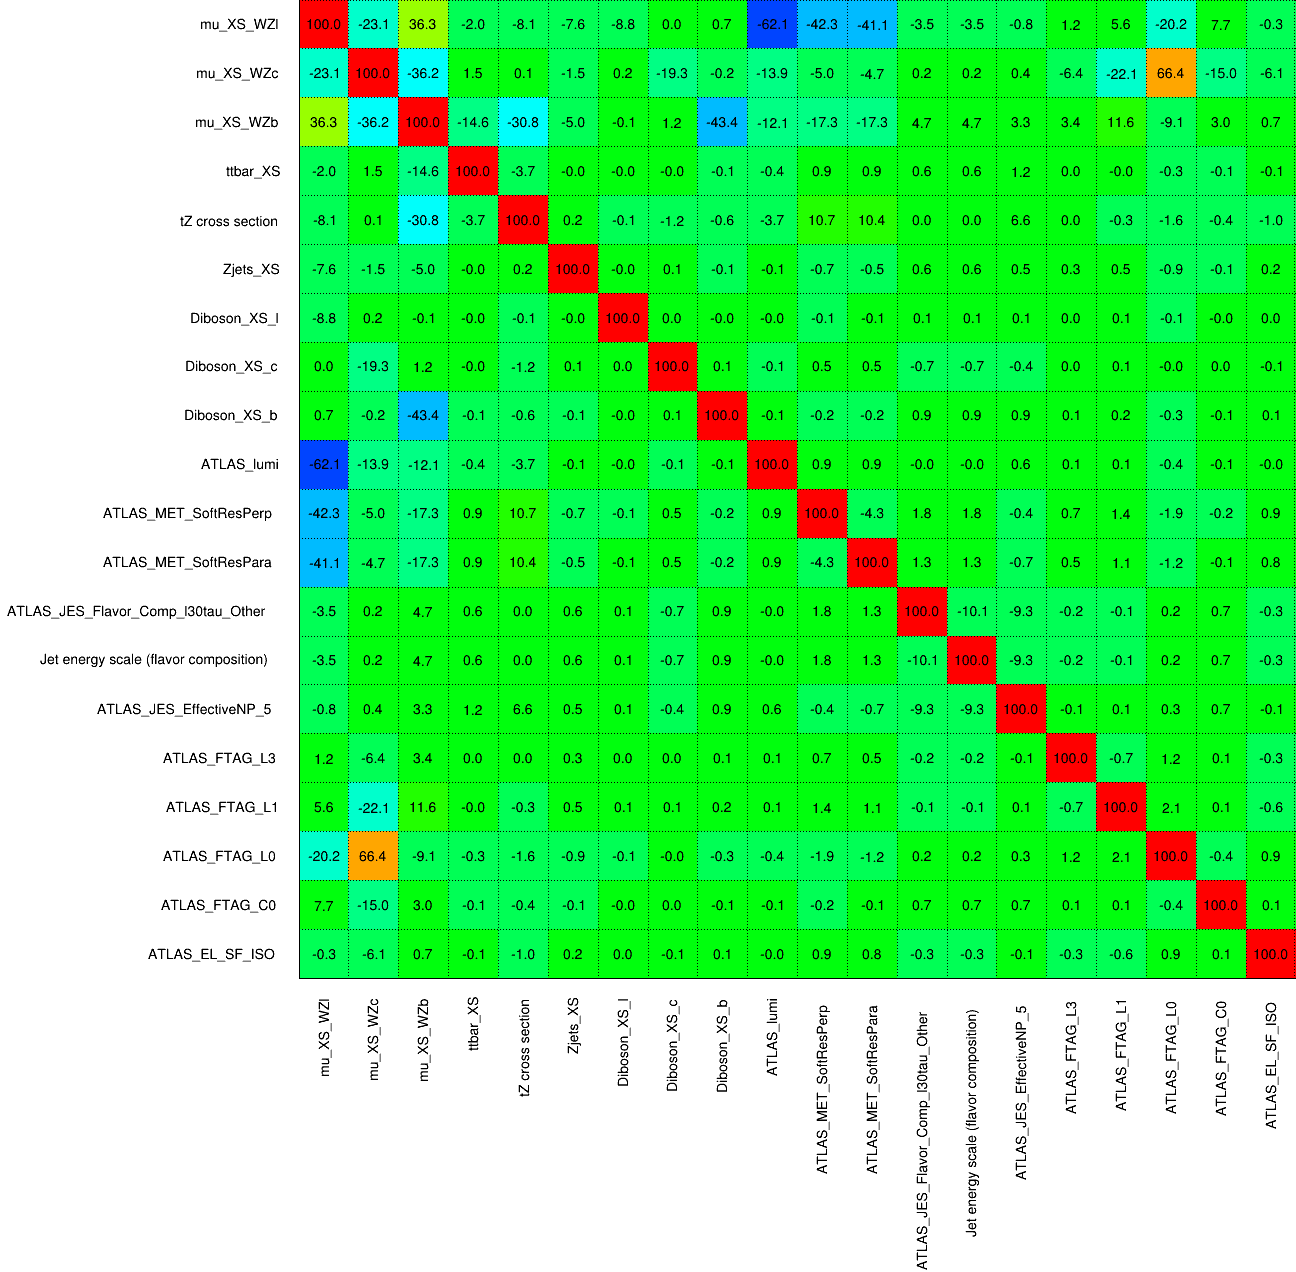 mu_XS_WZl 100.0 -23.1 36.3 -2.0 -8.1 -7.6 -8.8 0.0 0.7 -62.1 -42.3 -41.1 -3.5 -3.5 -0.8 1.2 5.6 -20.2 7.7 -0.3
mu_XS_WZc -23.1 100.0 -36.2 1.5 0.1 -1.5 0.2 -19.3 -0.2 -13.9 -5.0 -4.7 0.2 0.2 0.4 -6.4 -22.1 66.4 -15.0 -6.1
mu_XS_WZb 36.3 -36.2 100.0 -14.6 -30.8 -5.0 -0.1 1.2 -43.4 -12.1 -17.3 -17.3 4.7 4.7 3.3 3.4 11.6 -9.1 3.0 0.7
ttbar_XS -2.0 1.5 -14.6 100.0 -3.7 -0.0 -0.0 -0.0 -0.1 -0.4 0.9 0.9 0.6 0.6 1.2 0.0 -0.0 -0.3 -0.1 -0.1
tZ cross section -8.1 0.1 -30.8 -3.7 100.0 0.2 -0.1 -1.2 -0.6 -3.7 10.7 10.4 0.0 0.0 6.6 0.0 -0.3 -1.6 -0.4 -1.0
Zjets_XS -7.6 -1.5 -5.0 -0.0 0.2 100.0 -0.0 0.1 -0.1 -0.1 -0.7 -0.5 0.6 0.6 0.5 0.3 0.5 -0.9 -0.1 0.2
Diboson_XS_l -8.8 0.2 -0.1 -0.0 -0.1 -0.0 100.0 0.0 -0.0 -0.0 -0.1 -0.1 0.1 0.1 0.1 0.0 0.1 -0.1 -0.0 0.0
Diboson_XS_c 0.0 -19.3 1.2 -0.0 -1.2 0.1 0.0 100.0 0.1 -0.1 0.5 0.5 -0.7 -0.7 -0.4 0.0 0.1 -0.0 0.0 -0.1
Diboson_XS_b 0.7 -0.2 -43.4 -0.1 -0.6 -0.1 -0.0 0.1 100.0 -0.1 -0.2 -0.2 0.9 0.9 0.9 0.1 0.2 -0.3 -0.1 0.1
ATLAS_lumi -62.1 -13.9 -12.1 -0.4 -3.7 -0.1 -0.0 -0.1 -0.1 100.0 0.9 0.9 -0.0 -0.0 0.6 0.1 0.1 -0.4 -0.1 -0.0
ATLAS_MET_SoftResPerp -42.3 -5.0 -17.3 0.9 10.7 -0.7 -0.1 0.5 -0.2 0.9 100.0 -4.3 1.8 1.8 -0.4 0.7 1.4 -1.9 -0.2 0.9
ATLAS_MET_SoftResPara -41.1 -4.7 -17.3 0.9 10.4 -0.5 -0.1 0.5 -0.2 0.9 -4.3 100.0 1.3 1.3 -0.7 0.5 1.1 -1.2 -0.1 0.8
ATLAS_JES_Flavor_Comp_l30tau_Other -3.5 0.2 4.7 0.6 0.0 0.6 0.1 -0.7 0.9 -0.0 1.8 1.3 100.0 -10.1 -9.3 -0.2 -0.1 0.2 0.7 -0.3
Jet energy scale (flavor composition) -3.5 0.2 4.7 0.6 0.0 0.6 0.1 -0.7 0.9 -0.0 1.8 1.3 -10.1 100.0 -9.3 -0.2 -0.1 0.2 0.7 -0.3
ATLAS_JES_EffectiveNP_5 -0.8 0.4 3.3 1.2 6.6 0.5 0.1 -0.4 0.9 0.6 -0.4 -0.7 -9.3 -9.3 100.0 -0.1 0.1 0.3 0.7 -0.1
ATLAS_FTAG_L3 1.2 -6.4 3.4 0.0 0.0 0.3 0.0 0.0 0.1 0.1 0.7 0.5 -0.2 -0.2 -0.1 100.0 -0.7 1.2 0.1 -0.3
ATLAS_FTAG_L1 5.6 -22.1 11.6 -0.0 -0.3 0.5 0.1 0.1 0.2 0.1 1.4 1.1 -0.1 -0.1 0.1 -0.7 100.0 2.1 0.1 -0.6
ATLAS_FTAG_L0 -20.2 66.4 -9.1 -0.3 -1.6 -0.9 -0.1 -0.0 -0.3 -0.4 -1.9 -1.2 0.2 0.2 0.3 1.2 2.1 100.0 -0.4 0.9
ATLAS_FTAG_C0 7.7 -15.0 3.0 -0.1 -0.4 -0.1 -0.0 0.0 -0.1 -0.1 -0.2 -0.1 0.7 0.7 0.7 0.1 0.1 -0.4 100.0 0.1
ATLAS_EL_SF_ISO -0.3 -6.1 0.7 -0.1 -1.0 0.2 0.0 -0.1 0.1 -0.0 0.9 0.8 -0.3 -0.3 -0.1 -0.3 -0.6 0.9 0.1 100.0
mu_XS_WZl
mu_XS_WZc
mu_XS_WZb
ttbar_XS
tZ cross section
Zjets_XS
Diboson_XS_l
Diboson_XS_c
Diboson_XS_b
ATLAS_lumi
ATLAS_MET_SoftResPerp
ATLAS_MET_SoftResPara
ATLAS_JES_Flavor_Comp_l30tau_Other
Jet energy scale (flavor composition)
ATLAS_JES_EffectiveNP_5
ATLAS_FTAG_L3
ATLAS_FTAG_L1
ATLAS_FTAG_L0
ATLAS_FTAG_C0
ATLAS_EL_SF_ISO